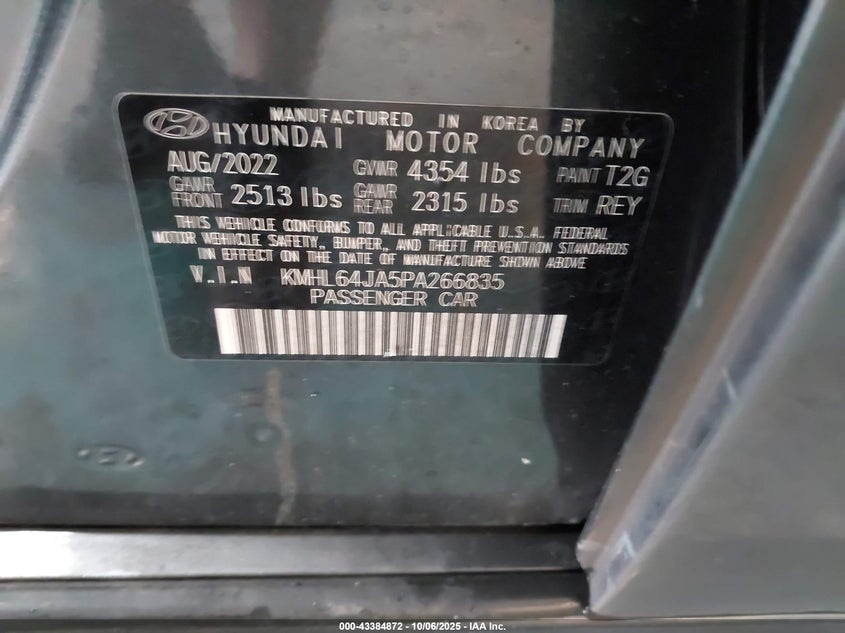 MANUFACTURED IN KOREA BY
HYUNDAI MOTOR COMPANY
AUG/2022 GVWR 4354 lbs PAINT T2G
GAWR FRONT 2513 lbs GAWR REAR 2315 lbs TRIM REY
THIS VEHICLE CONFORMS TO ALL APPLICABLE U.S.A. FEDERAL
MOTOR VEHICLE SAFETY, BUMPER, AND THEFT PREVENTION STANDARDS
IN EFFECT ON THE DATE OF MANUFACTURE SHOWN ABOVE
V.I.N KMHL64JA5PA266835
PASSENGER CAR
000-43384872 - 10/06/2025 - IAA Inc.